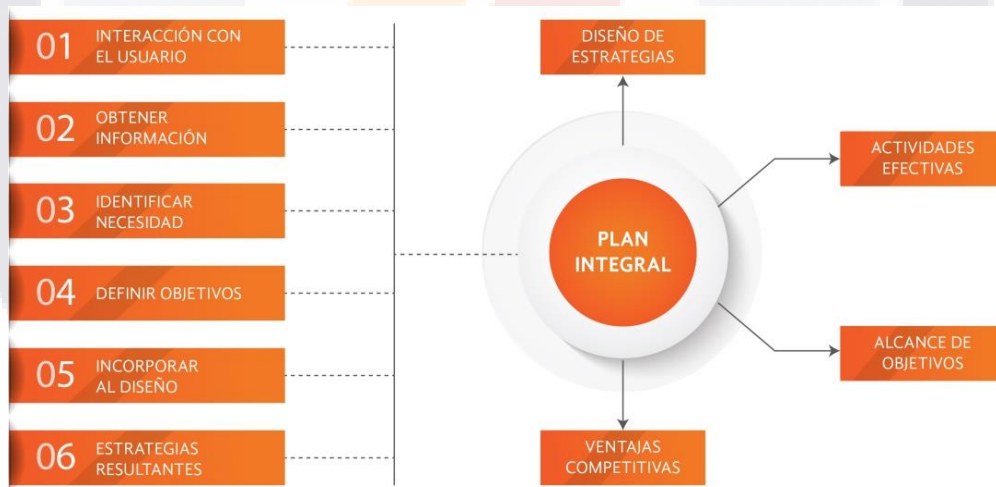 01 INTERACCIÓN CON
EL USUARIO
02 OBTENER
INFORMACIÓN
03 IDENTIFICAR
NECESIDAD
04 DEFINIR OBJETIVOS
05 INCORPORAR
AL DISEÑO
06 ESTRATEGIAS
RESULTANTES
DISEÑO DE
ESTRATEGIAS
ACTIVIDADES
EFECTIVAS
PLAN
INTEGRAL
ALCANCE DE
OBJETIVOS
VENTAJAS
COMPETITIVAS